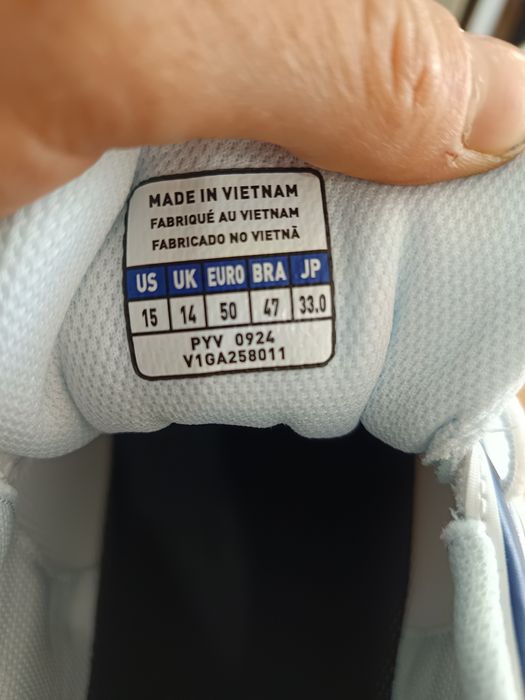 MADE IN VIETNAM
FABRIQUÉ AU VIETNAM
FABRICADO NO VIETNÃ
US UK EURO BRA JP
15 14 50 47 33.0
PYV 0924
V1GA258011